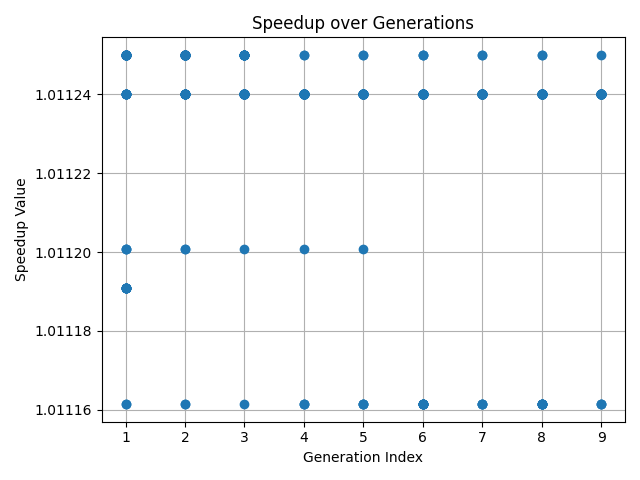 Speedup over Generations
Speedup Value
1.01124
1.01122
1.01120
1.01118
1.01116
1 2 3 4 5 6 7 8 9
Generation Index